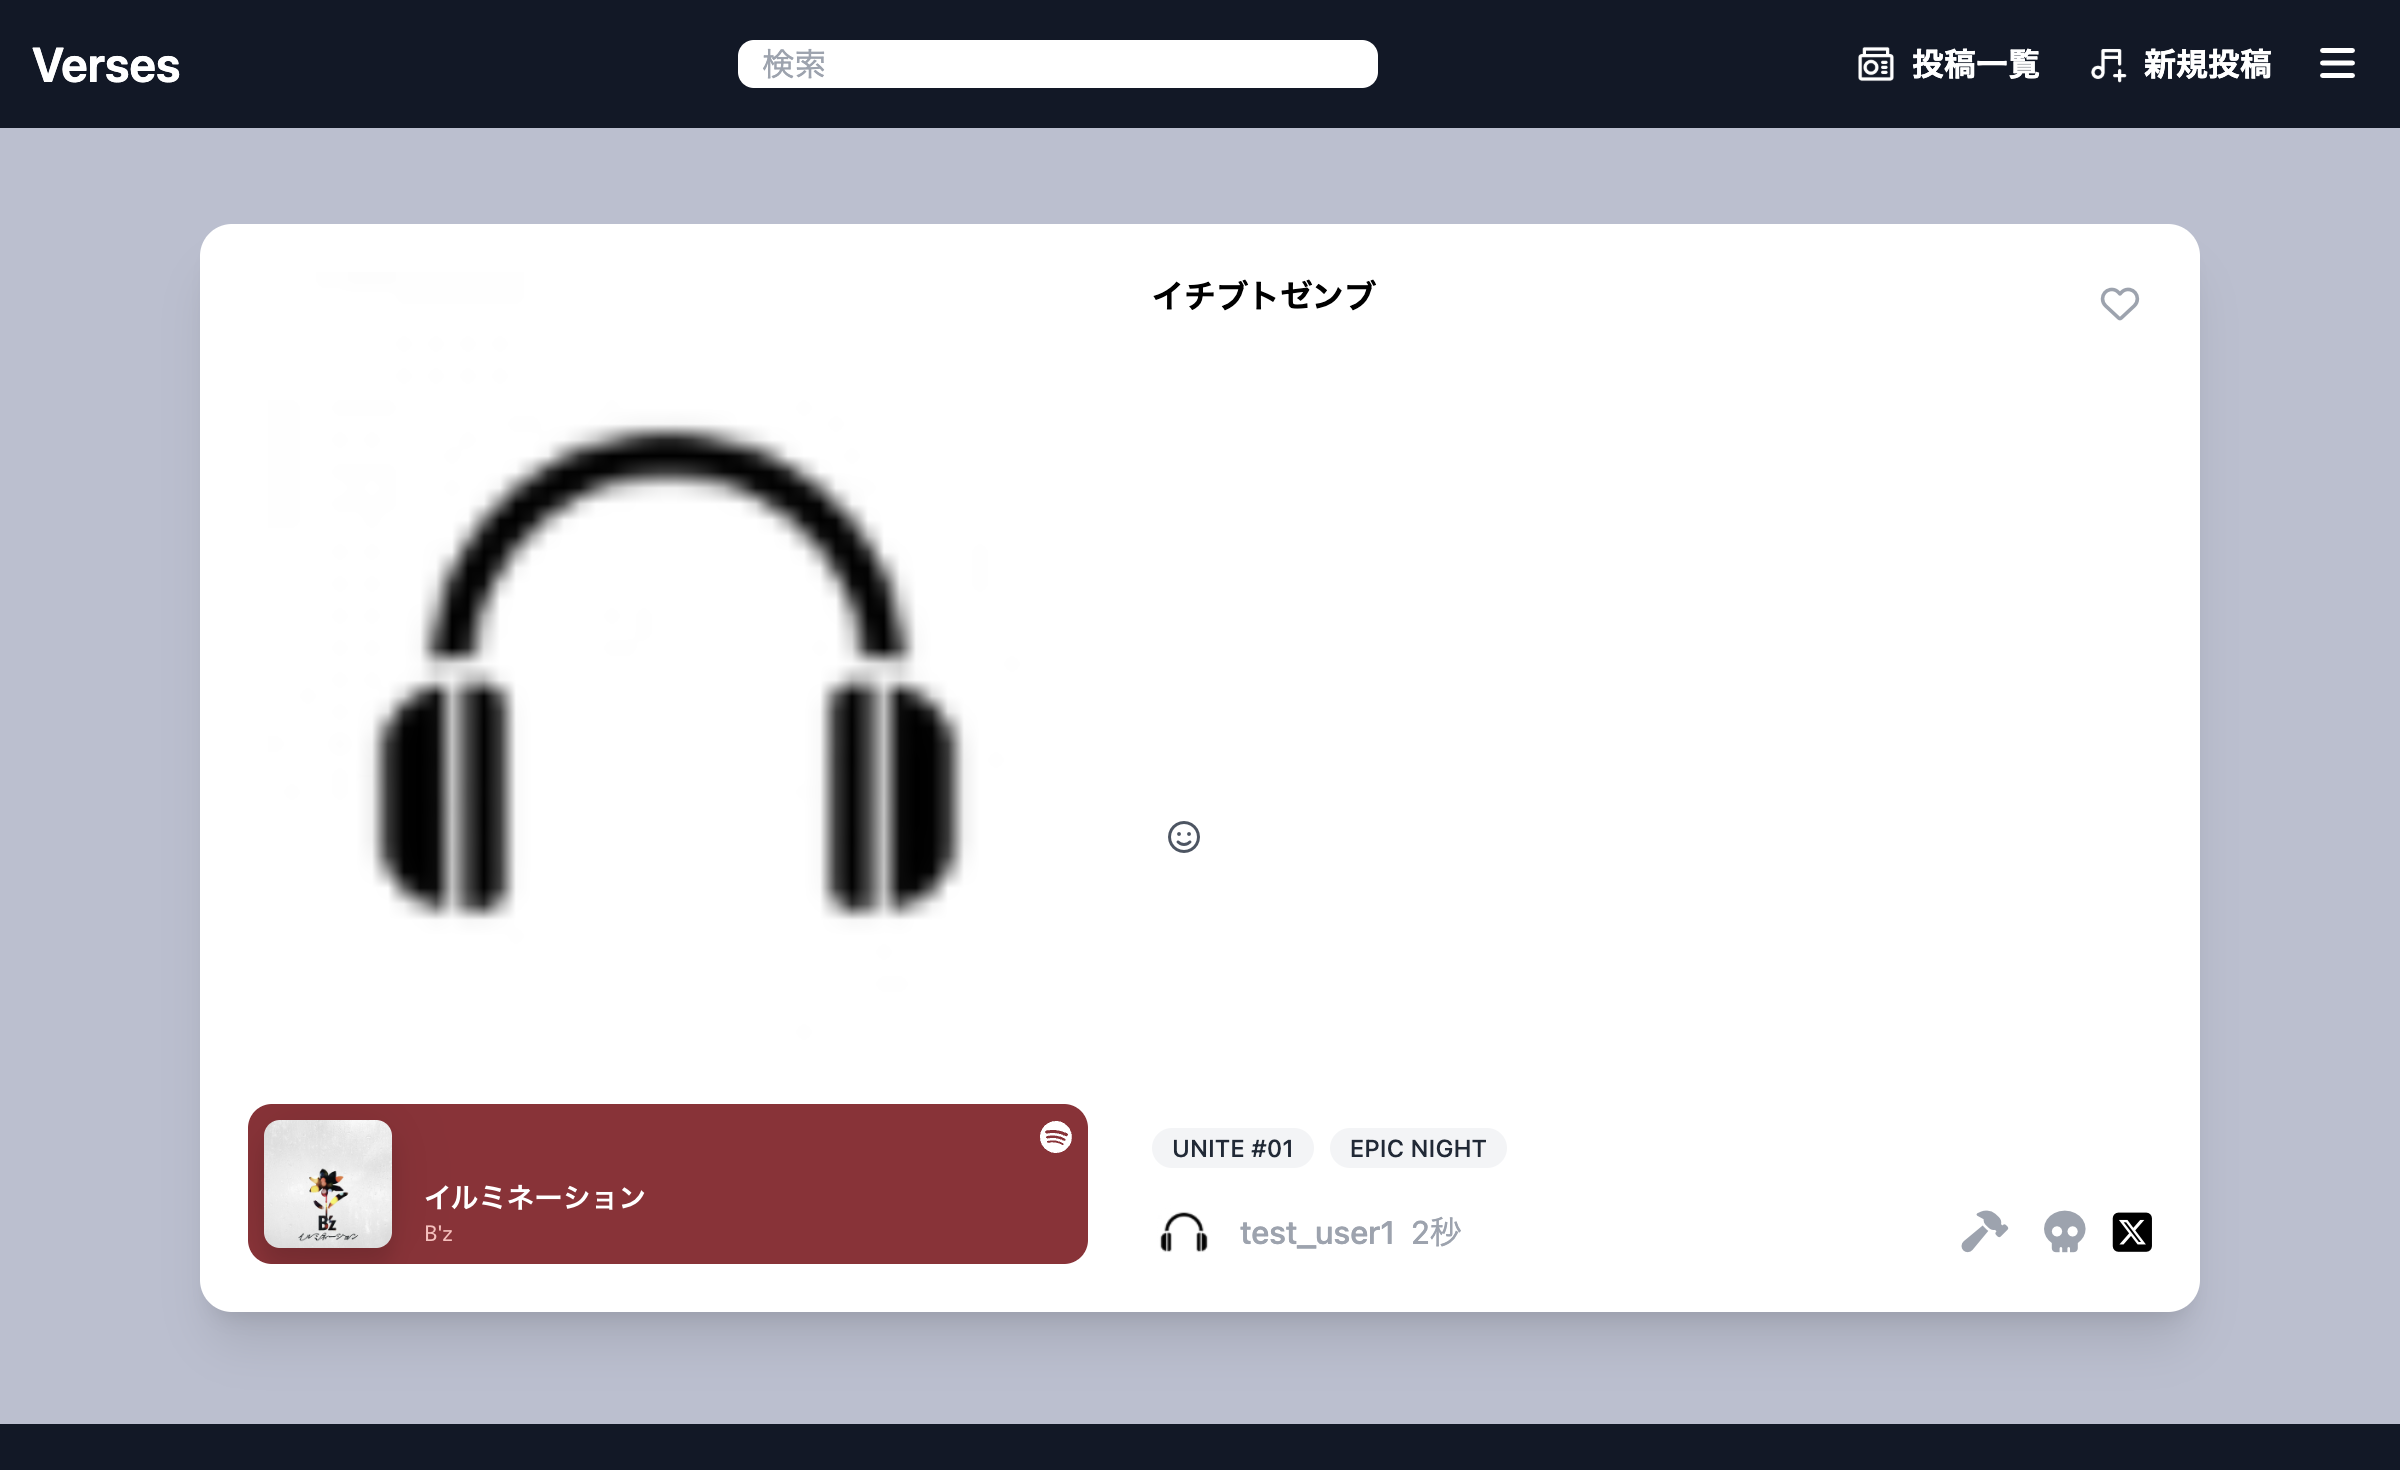 Verses
検索
投稿一覧
新規投稿
イチブトゼンブ
B'z
イルミネーション
イルミネーション
B'z
UNITE #01
EPIC NIGHT
test_user1 2秒